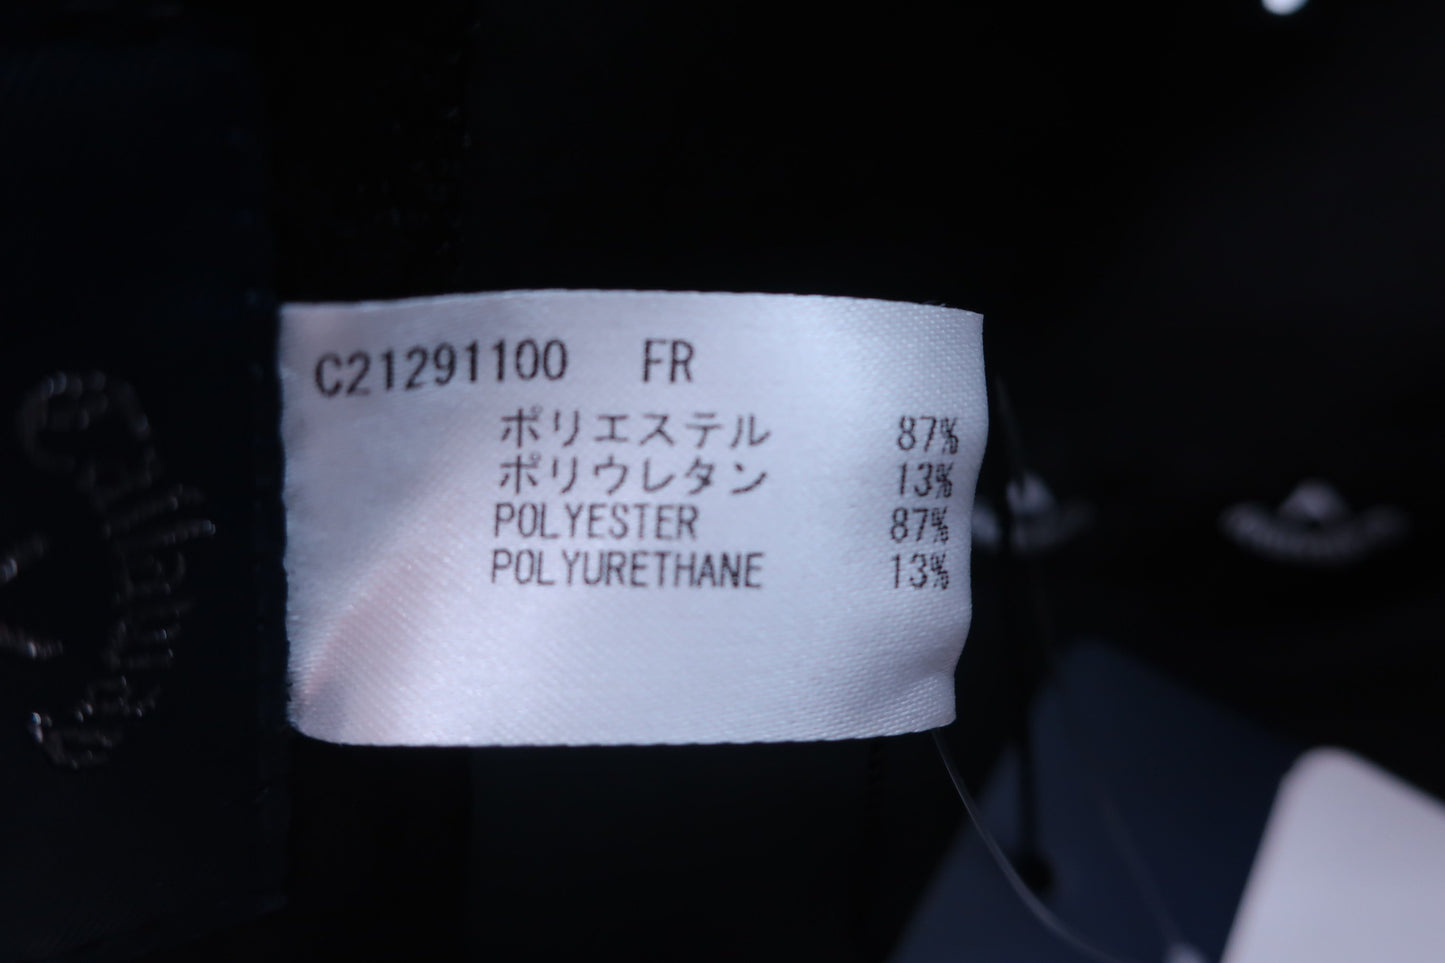 C21291100 FR
ポリエステル 87%
ポリウレタン 13%
POLYESTER 87%
POLYURETHANE 13%
Callaway